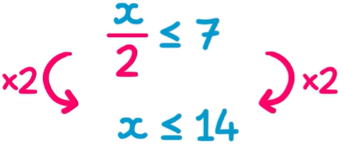 x/2 ≤ 7
×2 ×2
x ≤ 14